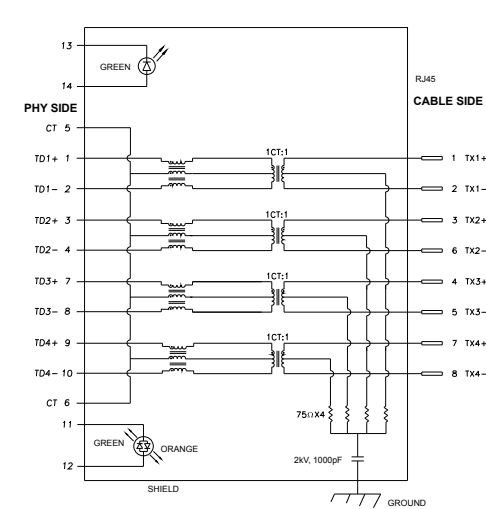 13
GREEN
14
RJ45
PHY SIDE
CABLE SIDE
CT 5
1CT:1
TD1+ 1
1 TX1+
TD1- 2
2 TX1-
1CT:1
TD2+ 3
3 TX2+
TD2- 4
6 TX2-
1CT:1
TD3+ 7
4 TX3+
TD3- 8
5 TX3-
1CT:1
TD4+ 9
7 TX4+
TD4- 10
8 TX4-
CT 6
75ΩX4
11
GREEN
ORANGE
12
2kV, 1000pF
SHIELD
GROUND